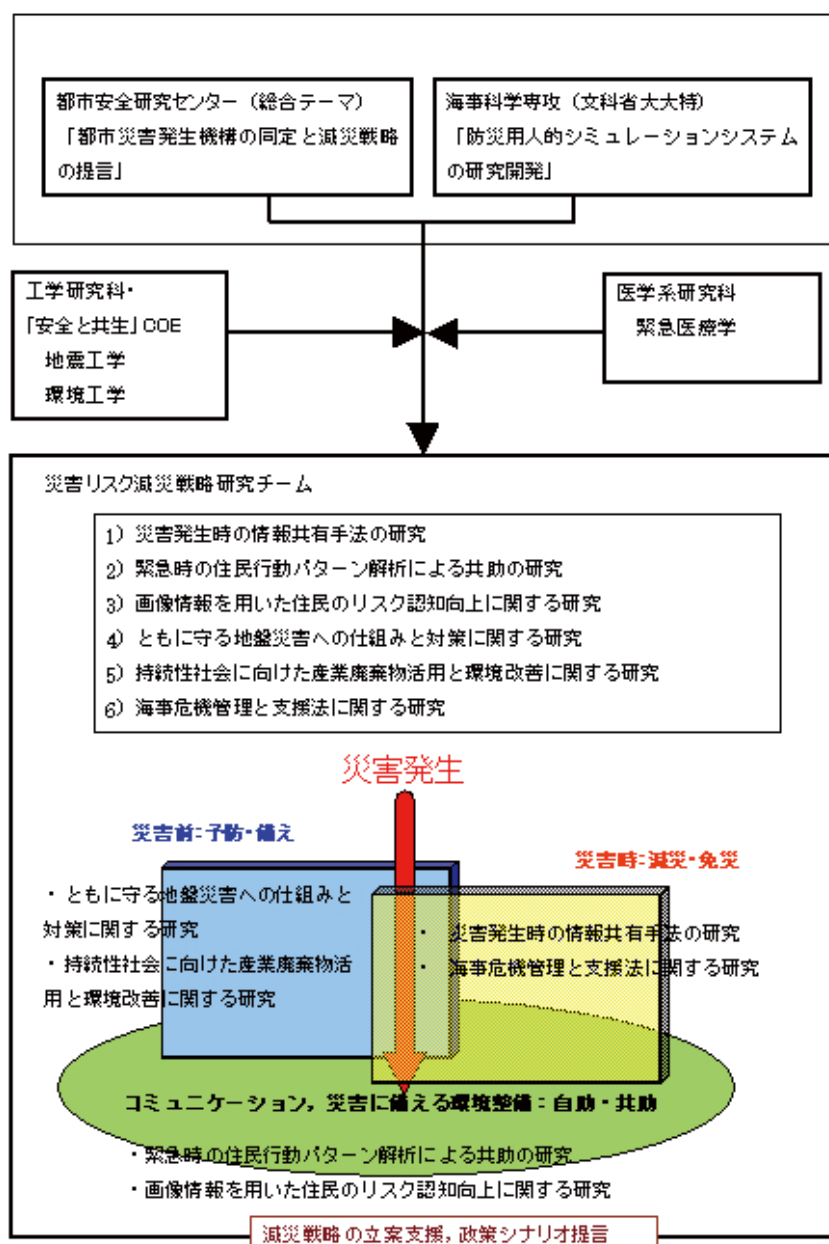 都市安全研究センター（総合テーマ）
「都市災害発生機構の同定と減災戦略
の提言」
海事科学専攻（文科省大大特）
「防災用人的シミュレーションシステム
の研究開発」
工学研究科・
「安全と共生」COE
地震工学
環境工学
医学系研究科
緊急医療学
災害リスク減災戦略研究チーム
1）災害発生時の情報共有手法の研究
2）緊急時の住民行動パターン解析による共助の研究
3）画像情報を用いた住民のリスク認知向上に関する研究
4）ともに守る地盤災害への仕組みと対策に関する研究
5）持続性社会に向けた産業廃棄物活用と環境改善に関する研究
6）海事危機管理と支援法に関する研究
災害発生
災害前：予防・備え
災害時：減災・免災
・ともに守る地盤災害への仕組みと
対策に関する研究
・持続性社会に向けた産業廃棄物活
用と環境改善に関する研究
・災害発生時の情報共有手法の研究
・海事危機管理と支援法に関する研究
コミュニケーション，災害に備える環境整備：自助・共助
・緊急時の住民行動パターン解析による共助の研究
・画像情報を用いた住民のリスク認知向上に関する研究
減災戦略の立案支援，政策シナリオ提言